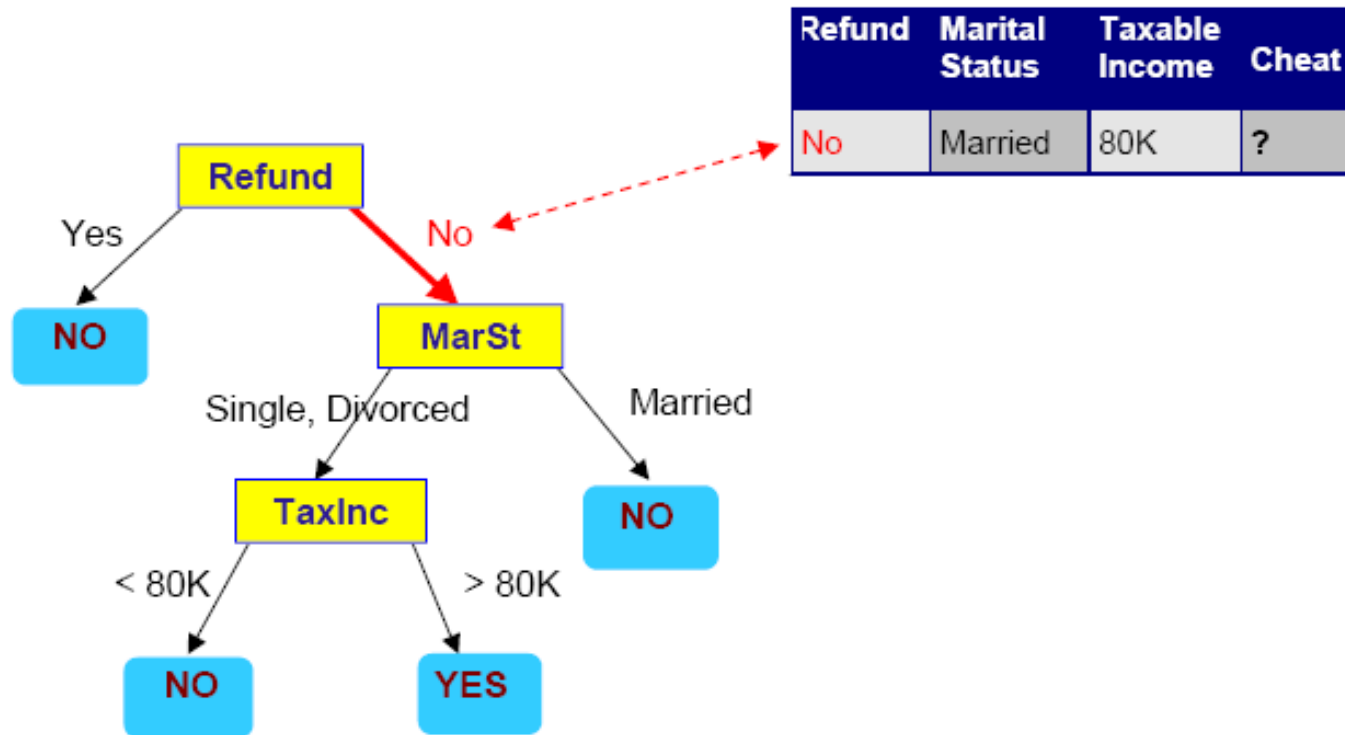 Refund Marital Status Taxable Income Cheat
No Married 80K ?
Refund
Yes
No
NO
MarSt
Single, Divorced
Married
TaxInc
NO
< 80K
> 80K
NO
YES